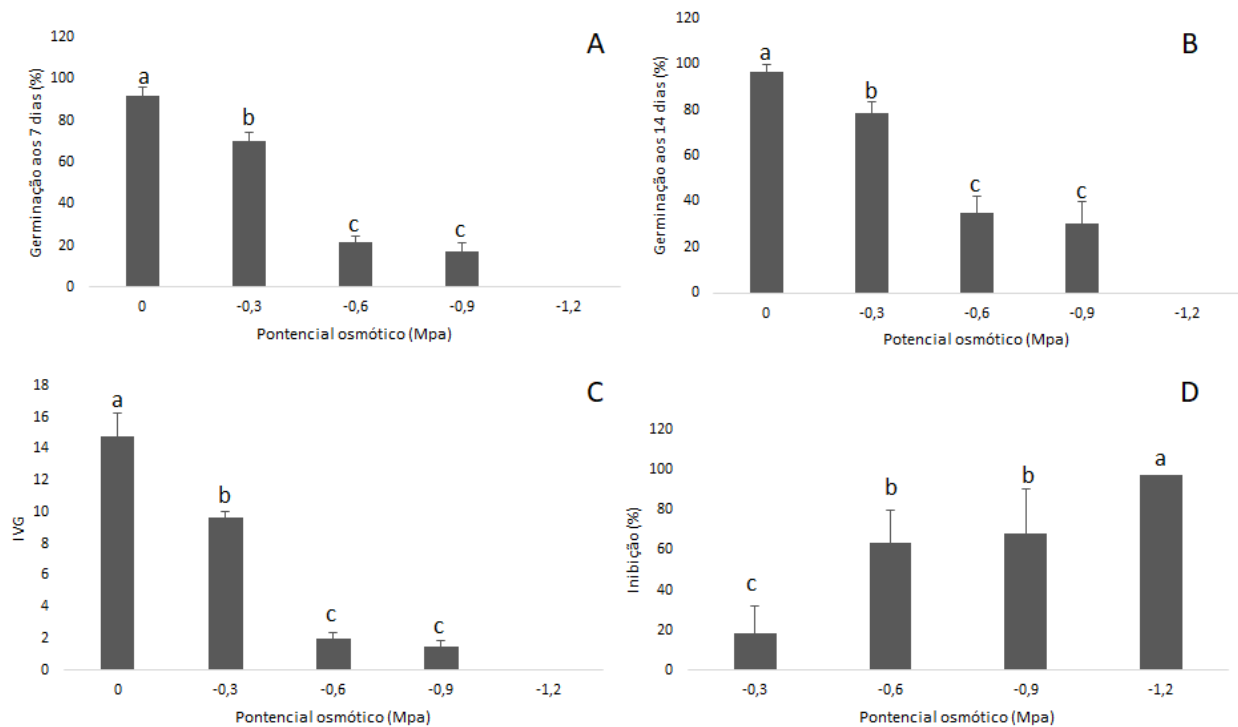 A
Germinação aos 7 dias (%)
120
100
80
60
40
20
0
a
b
c
c
0 -0,3 -0,6 -0,9 -1,2
Pontencial osmótico (Mpa)
B
Germinação aos 14 dias (%)
120
100
80
60
40
20
0
a
b
c
c
0 -0,3 -0,6 -0,9 -1,2
Potencial osmótico (Mpa)
C
IVG
18
16
14
12
10
8
6
4
2
0
a
b
c
c
0 -0,3 -0,6 -0,9 -1,2
Pontencial osmótico (Mpa)
D
Inibição (%)
120
100
80
60
40
20
0
c
b
b
a
-0,3 -0,6 -0,9 -1,2
Pontencial osmótico (Mpa)